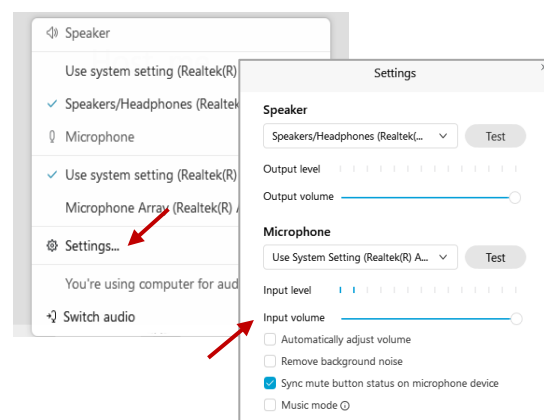 Speaker
Use system setting (Realtek(R)
Speakers/Headphones (Realtek
Microphone
Use system setting (Realtek(R)
Microphone Array (Realtek(R) A
Settings...
You're using computer for aud
Switch audio
Settings
Speaker
Speakers/Headphones (Realtek(...
Test
Output level
Output volume
Microphone
Use System Setting (Realtek(R) A...
Test
Input level
Input volume
Automatically adjust volume
Remove background noise
Sync mute button status on microphone device
Music mode